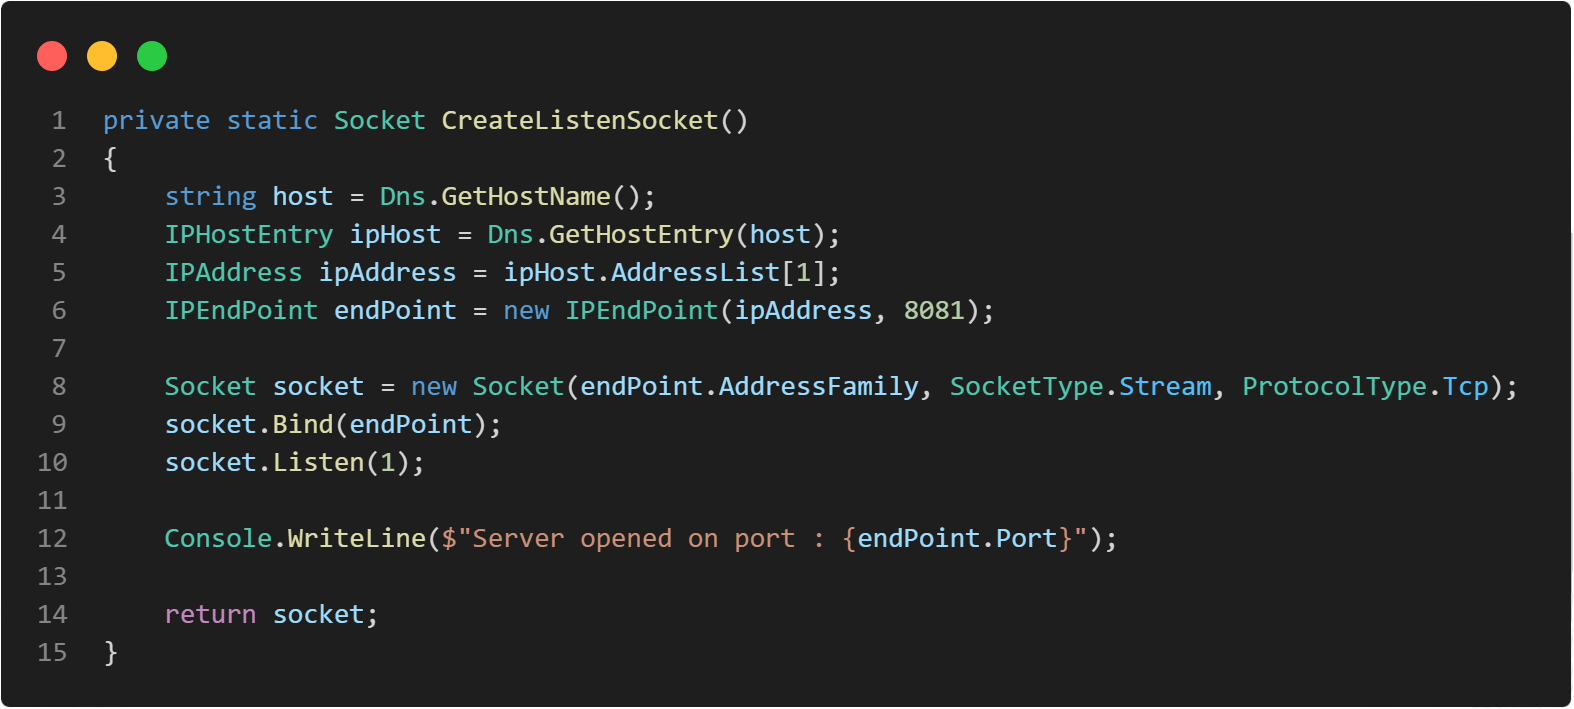 1 private static Socket CreateListenSocket()
2 {
3     string host = Dns.GetHostName();
4     IPHostEntry ipHost = Dns.GetHostEntry(host);
5     IPAddress ipAddress = ipHost.AddressList[1];
6     IPEndPoint endPoint = new IPEndPoint(ipAddress, 8081);
7
8     Socket socket = new Socket(endPoint.AddressFamily, SocketType.Stream, ProtocolType.Tcp);
9     socket.Bind(endPoint);
10     socket.Listen(1);
11
12     Console.WriteLine($"Server opened on port : {endPoint.Port}");
13
14     return socket;
15 }